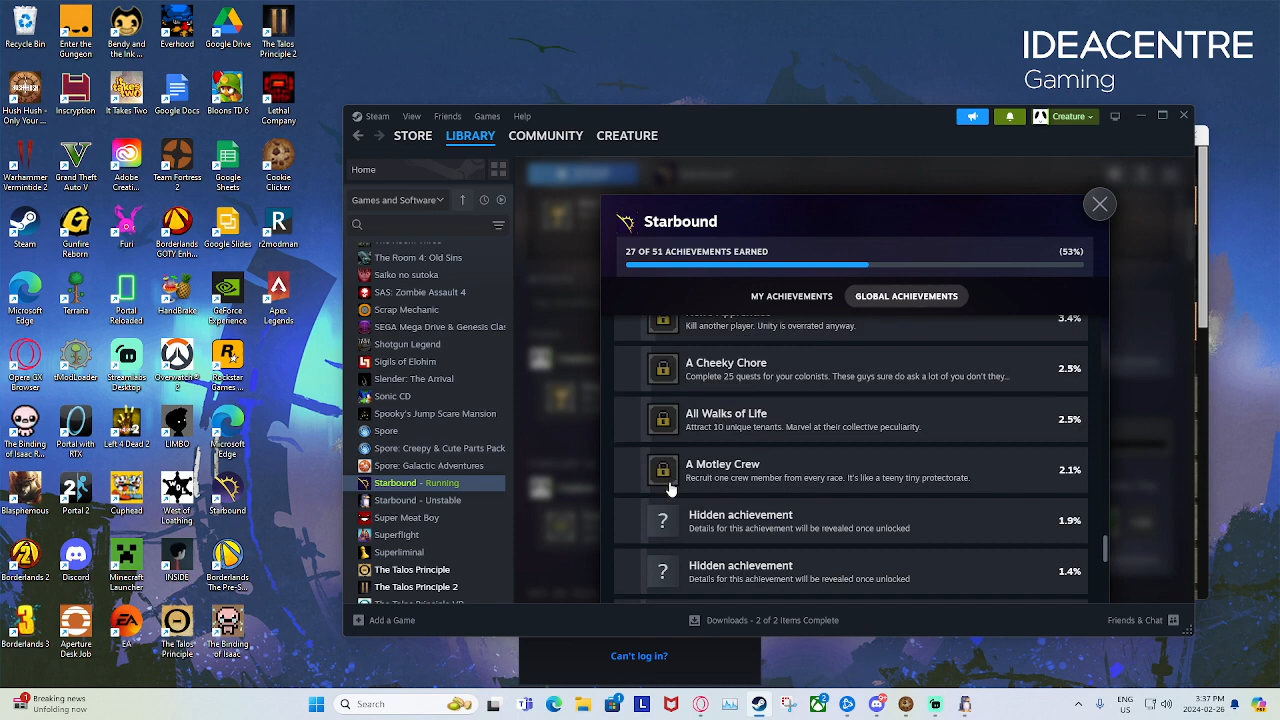 Recycle Bin
Enter the Gungeon
Bendy and the Ink...
Everhood
Google Drive
The Talos Principle 2
Hush Hush - Only Your ...
Inscryption
It Takes Two
Google Docs
Bloons TD 6
Lethal Company
Warhammer Vermintide 2
Grand Theft Auto V
Adobe Creati...
Team Fortress 2
Google Sheets
Cookie Clicker
Steam
Gunfire Reborn
Furi
Borderlands GOTY Enh...
Google Slides
r2modman
Microsoft Edge
Terraria
Portal Reloaded
HandBrake
GeForce Experience
Apex Legends
Opera GX Browser
tModLoader
Streamlabs Desktop
Overwatch 2
Rockstar Games ...
The Binding of Isaac R...
Portal with RTX
Left 4 Dead 2
LIMBO
Microsoft Edge
Blasphemous
Portal 2
Cuphead
West of Loathing
Starbound
Borderlands 2
Discord
Minecraft
INSIDE
Borderlands The Pre-S...
Borderlands 3
Aperture Desk Job
EA
The Talos Principle
The Binding of Isaac
IDEACENTRE
Gaming
Steam View Friends Games Help
Creature
STORE LIBRARY COMMUNITY CREATURE
Home
Games and Software
The Room 4: Old Sins
Saiko no sutoka
SAS: Zombie Assault 4
Scrap Mechanic
SEGA Mega Drive & Genesis Clas
Shotgun Legend
Sigils of Elohim
Slender: The Arrival
Sonic CD
Spooky's Jump Scare Mansion
Spore
Spore: Creepy & Cute Parts Pack
Spore: Galactic Adventures
Starbound - Running
Starbound - Unstable
Super Meat Boy
Superflight
Superliminal
The Talos Principle
The Talos Principle 2
The Talos Principle VR
Starbound
27 OF 51 ACHIEVEMENTS EARNED (53%)
MY ACHIEVEMENTS GLOBAL ACHIEVEMENTS
Kill another player. Unity is overrated anyway.
3.4%
A Cheeky Chore
Complete 25 quests for your colonists. These guys sure do ask a lot of you don't they...
2.5%
All Walks of Life
Attract 10 unique tenants. Marvel at their collective peculiarity.
2.5%
A Motley Crew
Recruit one crew member from every race. It's like a teeny tiny protectorate.
2.1%
Hidden achievement
Details for this achievement will be revealed once unlocked
1.9%
Hidden achievement
Details for this achievement will be revealed once unlocked
1.4%
Add a Game
Downloads - 2 of 2 Items Complete
Friends & Chat
Can't log in?
1
Breaking news
Unfolding now
Search
ENG
US
3:37 PM
2024-02-26